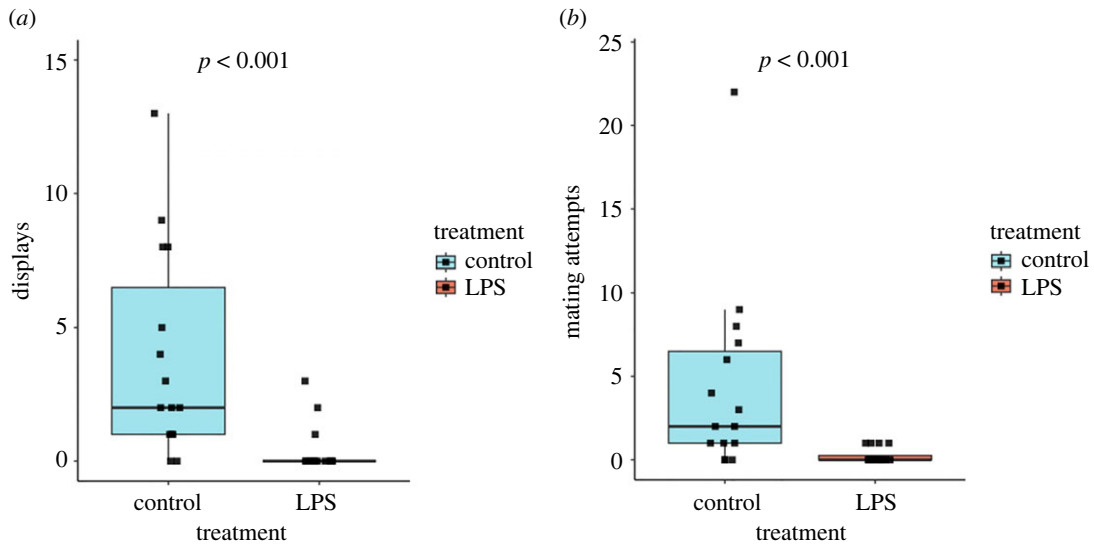 (a)
15
10
5
0
displays
p < 0.001
control
LPS
treatment
treatment
control
LPS
(b)
25
20
15
10
5
0
mating attempts
p < 0.001
control
LPS
treatment
treatment
control
LPS